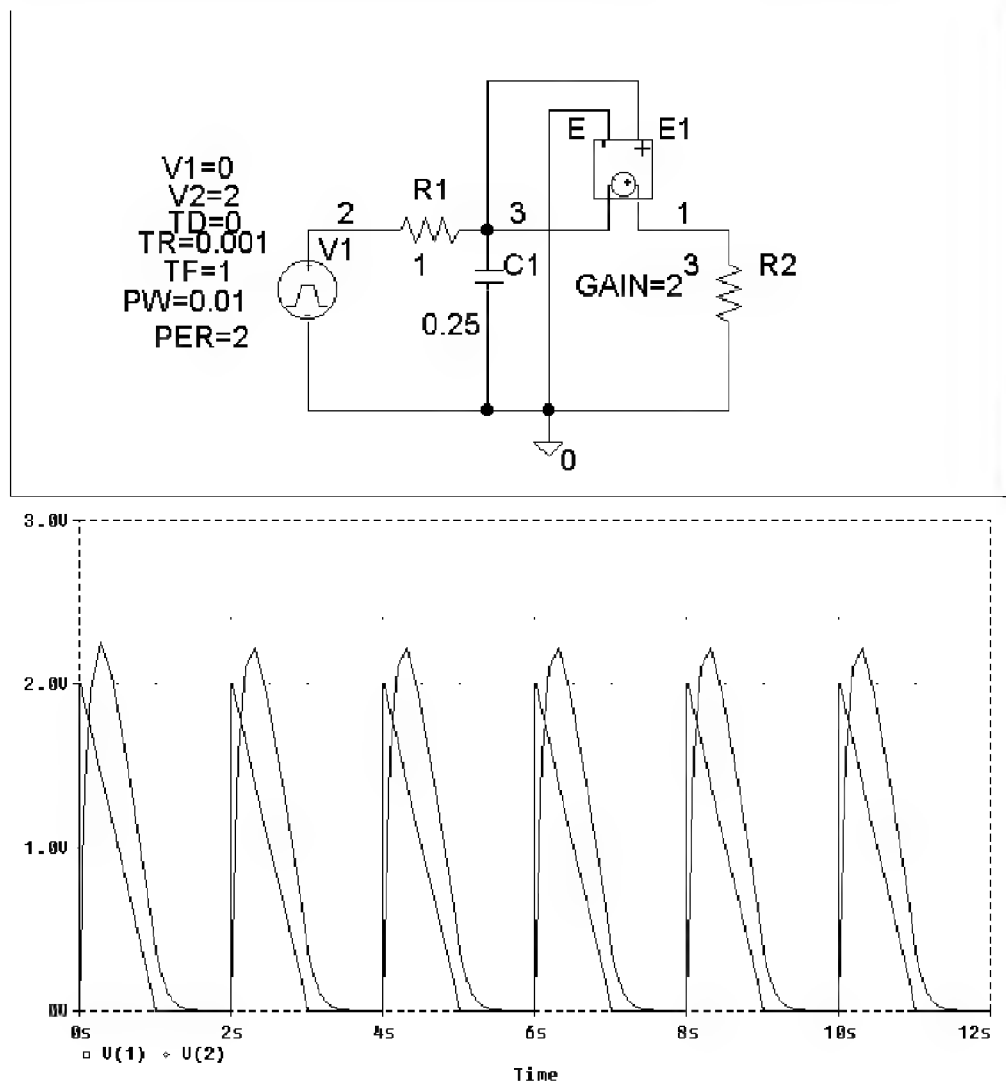 E E1
V1=0
V2=2
TD=0
TR=0.001
TF=1
PW=0.01
PER=2
R1
2 3 1
V1
1
C1
0.25
GAIN=2
3
R2
0
3.0V
2.0V
1.0V
0V
0s 2s 4s 6s 8s 10s 12s
V(1) V(2)
Time